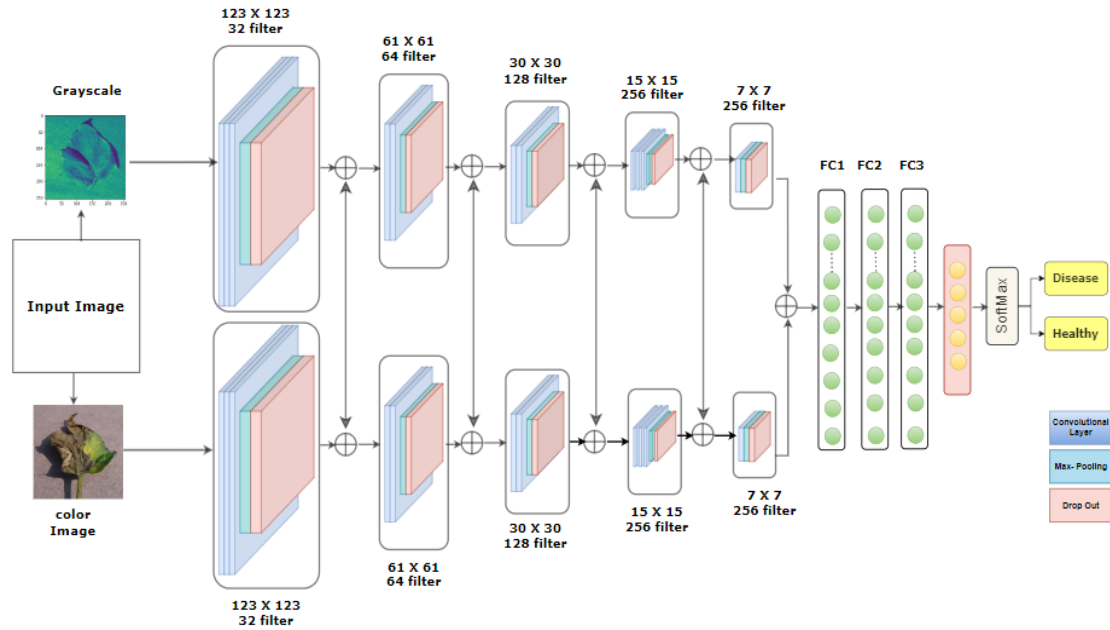 123 X 123
32 filter
61 X 61
64 filter
30 X 30
128 filter
15 X 15
256 filter
7 X 7
256 filter
Grayscale
FC1
FC2
FC3
Input Image
SoftMax
Disease
Healthy
color
Image
123 X 123
32 filter
61 X 61
64 filter
30 X 30
128 filter
15 X 15
256 filter
7 X 7
256 filter
Convolutional
Layer
Max- Pooling
Drop Out